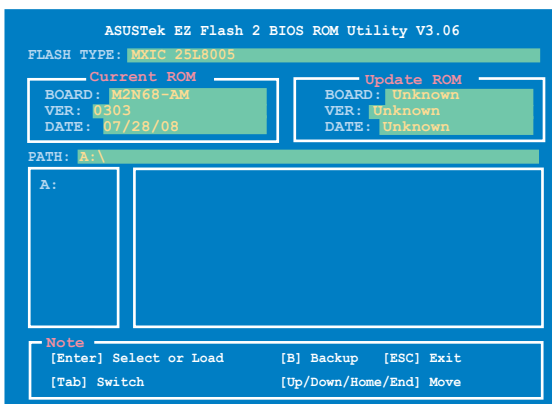 ASUSTek EZ Flash 2 BIOS ROM Utility V3.06
FLASH TYPE: MXIC 25L8005
Current ROM
BOARD: M2N68-AM
VER: 0303
DATE: 07/28/08
Update ROM
BOARD: Unknown
VER: Unknown
DATE: Unknown
PATH: A:\
A:
Note
[Enter] Select or Load [B] Backup [ESC] Exit
[Tab] Switch [Up/Down/Home/End] Move